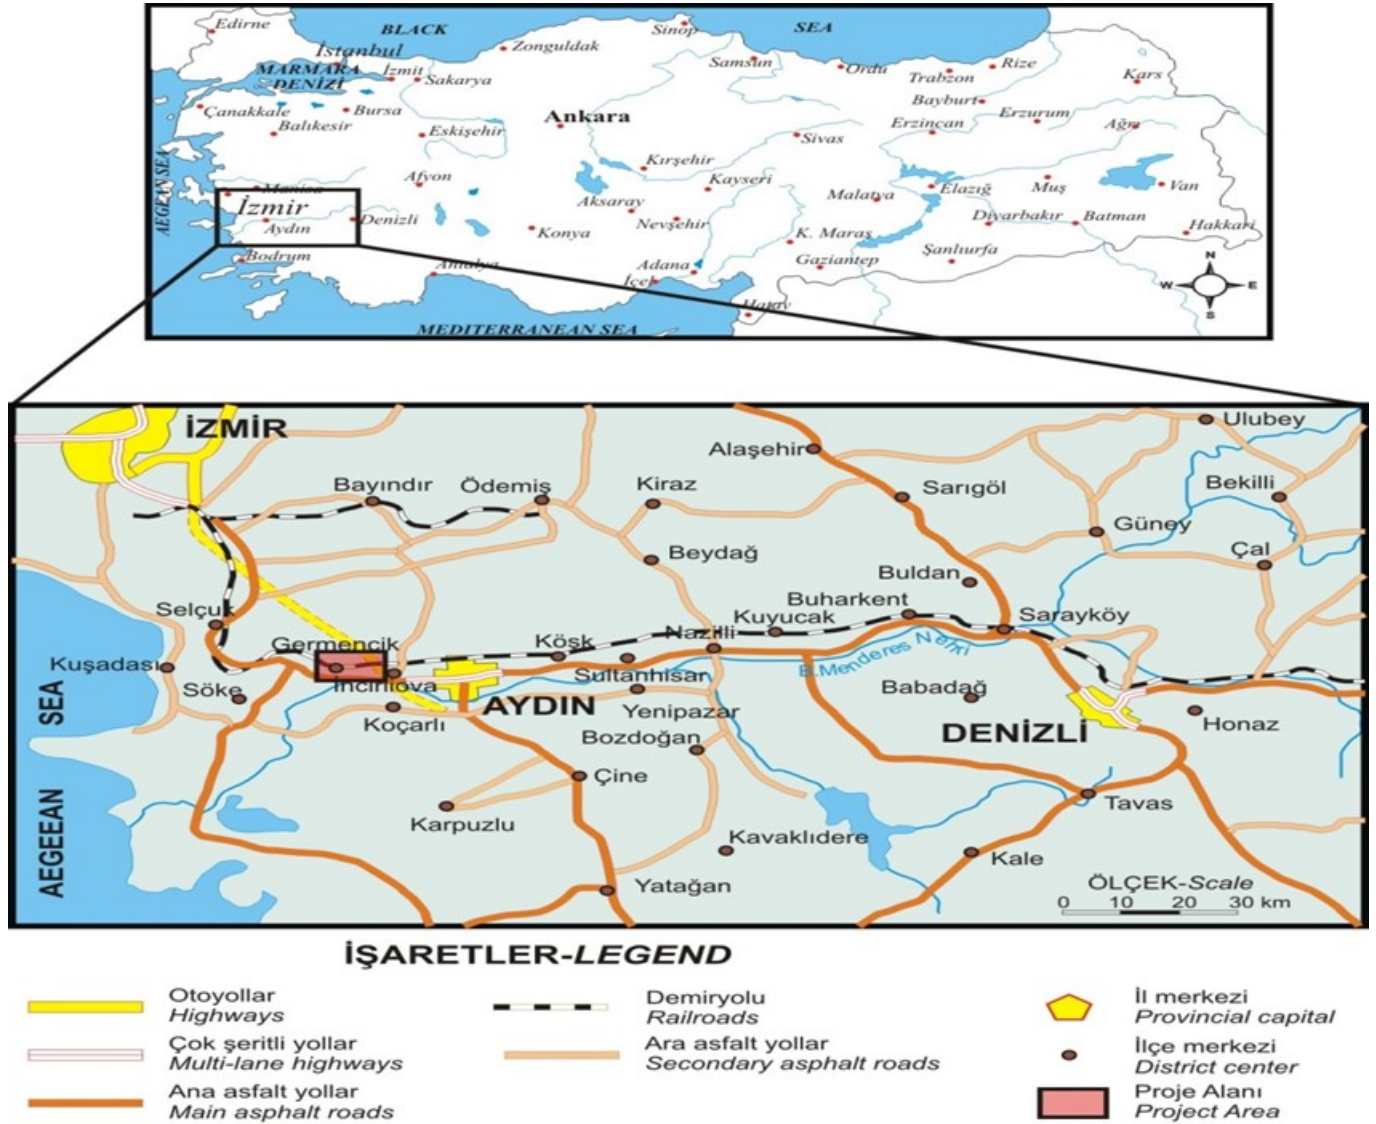 Edirne
BLACK
SEA
Sinop
Zonguldak
İstanbul
MARMARA
DENİZİ
İzmit
Sakarya
Samsun
Ordu
Trabzon
Rize
Kars
Çanakkale
Bursa
Balıkesir
Eskişehir
Ankara
Bayburt
Erzincan
Erzurum
Ağrı
Sivas
AEGEAN SEA
Manisa
İzmir
Aydın
Afyon
Denizli
Kırşehir
Kayseri
Aksaray
Nevşehir
Konya
Malatya
Elazığ
Muş
Van
Diyarbakır
Batman
Hakkari
K. Maraş
Gaziantep
Şanlıurfa
Bodrum
Antalya
Adana
İçel
Hatay
MEDITERRANEAN SEA
N
W
E
S
İZMİR
Ulubey
Alaşehir
Bayındır
Ödemiş
Kiraz
Sarıgöl
Bekilli
Güney
Çal
Beydağ
Buldan
Selçuk
Buharkent
Kuyucak
Sarayköy
Germencik
Köşk
Nazilli
B.Menderes Nehri
Kuşadası
Söke
İncirliova
Sultanhisar
Babadağ
AYDIN
Yenipazar
Koçarlı
Bozdoğan
DENİZLİ
Honaz
AEGEEAN SEA
Çine
Karpuzlu
Tavas
Kavaklıdere
Kale
Yatağan
ÖLÇEK-Scale
0 10 20 30 km
İŞARETLER-LEGEND
Otoyollar
Highways
Çok şeritli yollar
Multi-lane highways
Ana asfalt yollar
Main asphalt roads
Demiryolu
Railroads
Ara asfalt yollar
Secondary asphalt roads
İl merkezi
Provincial capital
İlçe merkezi
District center
Proje Alanı
Project Area